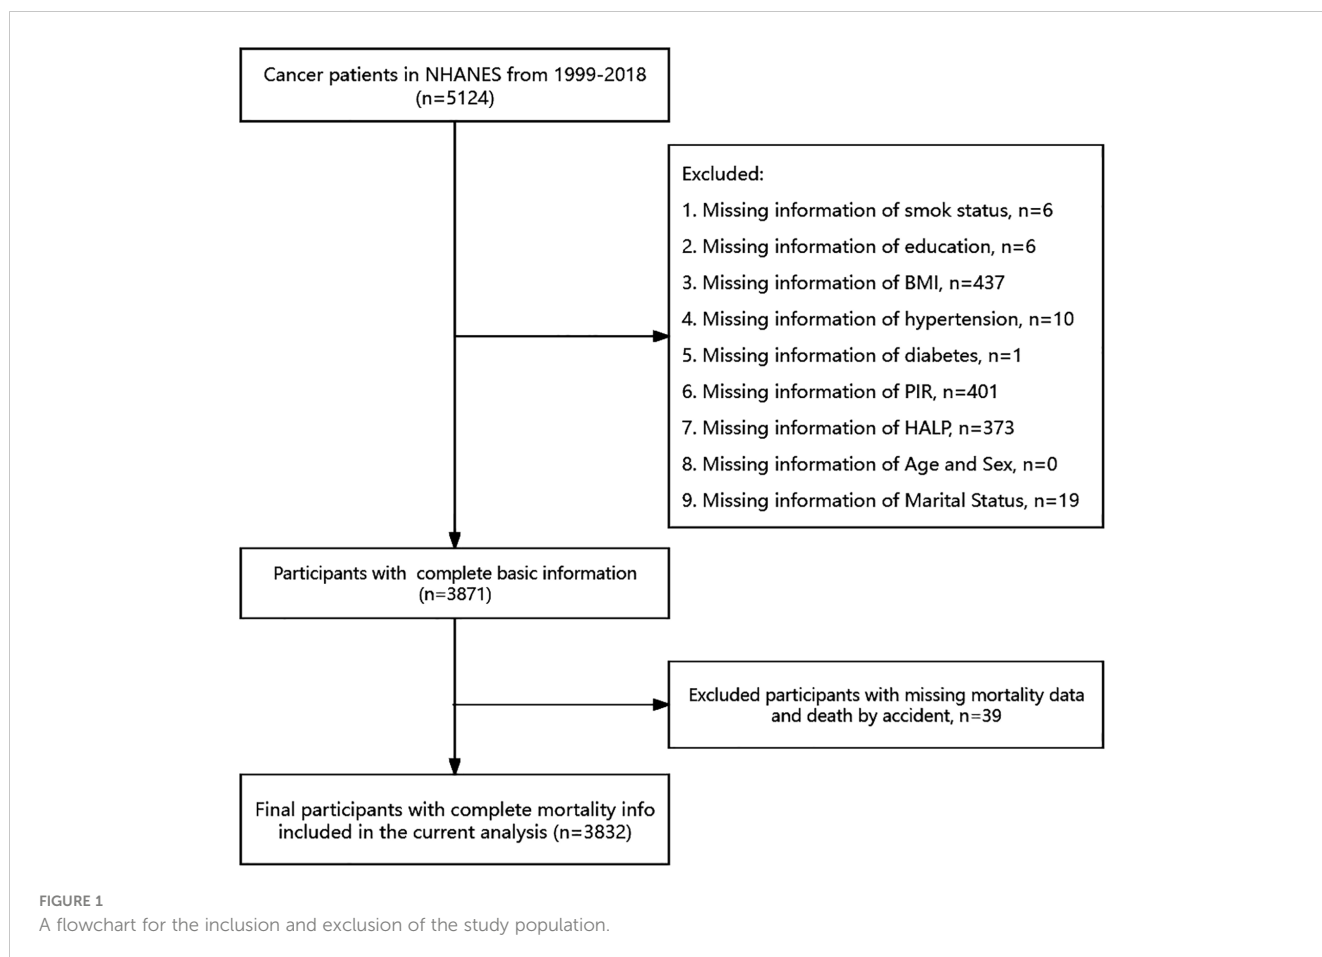 Cancer patients in NHANES from 1999-2018
(n=5124)
Excluded:
1. Missing information of smok status, n=6
2. Missing information of education, n=6
3. Missing information of BMI, n=437
4. Missing information of hypertension, n=10
5. Missing information of diabetes, n=1
6. Missing information of PIR, n=401
7. Missing information of HALP, n=373
8. Missing information of Age and Sex, n=0
9. Missing information of Marital Status, n=19
Participants with complete basic information
(n=3871)
Excluded participants with missing mortality data
and death by accident, n=39
Final participants with complete mortality info
included in the current analysis (n=3832)
FIGURE 1
A flowchart for the inclusion and exclusion of the study population.